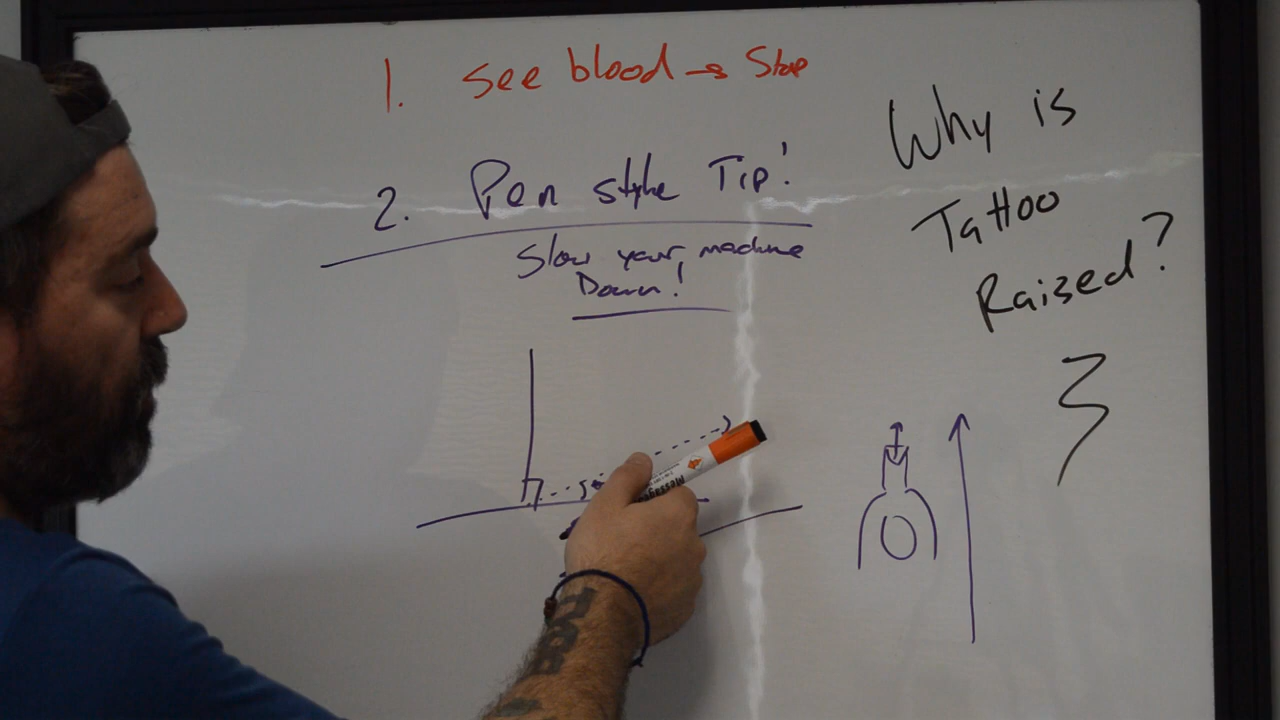 1. See blood → Stop
2. Pen style Tip!
Slow your machine
Down!
Why is
Tattoo
Raised?